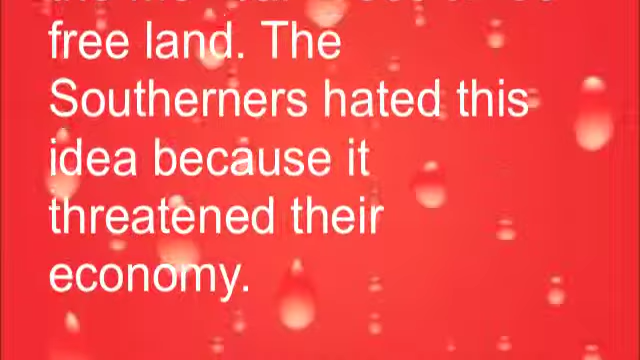 free land. The
Southerners hated this
idea because it
threatened their
economy.